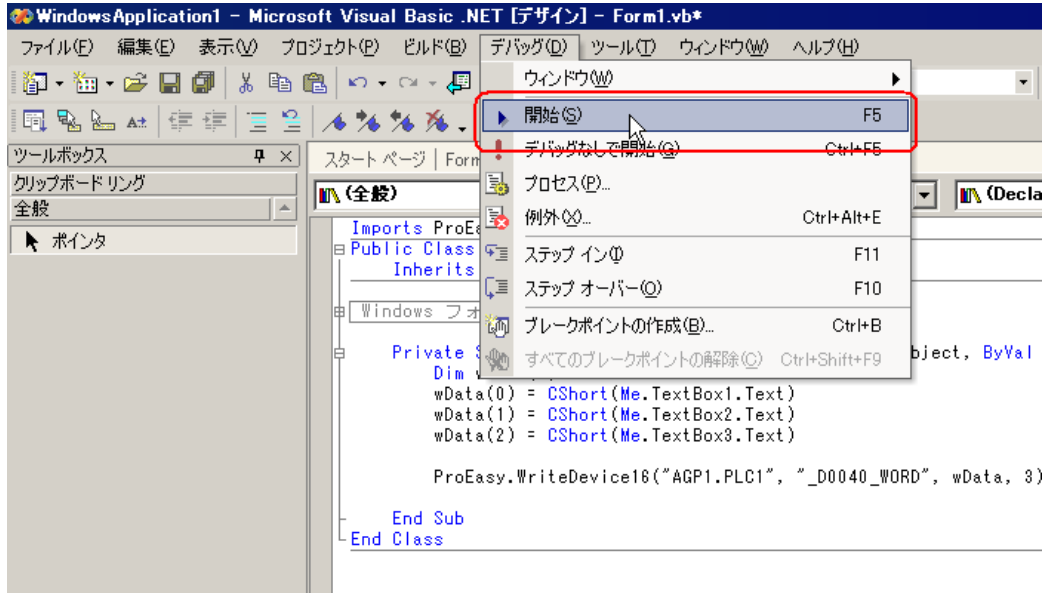 WindowsApplication1 - Microsoft Visual Basic .NET [デザイン] - Form1.vb*
ファイル(F) 編集(E) 表示(V) プロジェクト(P) ビルド(B) デバッグ(D) ツール(T) ウィンドウ(W) ヘルプ(H)
ウィンドウ(W)
開始(S) F5
デバッグなしで開始(G) Ctrl+F5
プロセス(P)...
例外(X)... Ctrl+Alt+E
ステップ イン(I) F11
ステップ オーバー(O) F10
ブレークポイントの作成(B)... Ctrl+B
すべてのブレークポイントの解除(C) Ctrl+Shift+F9
ツールボックス
クリップボード リング
全般
ポインタ
スタート ページ Form
(全般) (Decla
Imports ProEa
Public Class
Inherits
Windows フォ
Private S bject, ByVal
Dim
wData(0) = CShort(Me.TextBox1.Text)
wData(1) = CShort(Me.TextBox2.Text)
wData(2) = CShort(Me.TextBox3.Text)
ProEasy.WriteDevice16("AGP1.PLC1", "_D0040_WORD", wData, 3)
End Sub
End Class